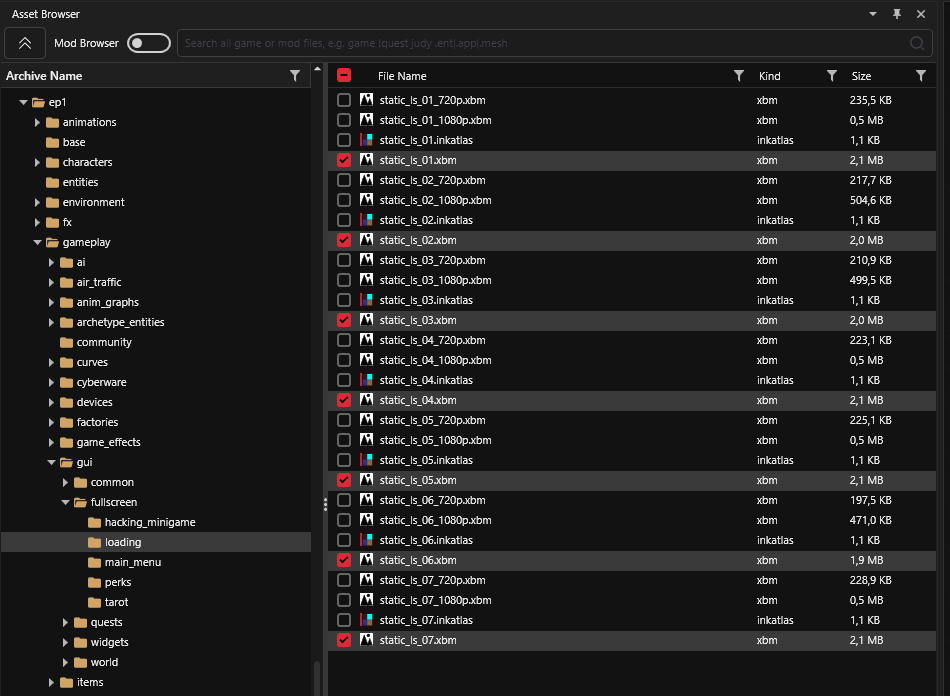 Asset Browser
Mod Browser
Search all game or mod files, e.g. game !quest judy .ent|.app|.mesh
Archive Name
ep1
animations
base
characters
entities
environment
fx
gameplay
ai
air_traffic
anim_graphs
archetype_entities
community
curves
cyberware
devices
factories
game_effects
gui
common
fullscreen
hacking_minigame
loading
main_menu
perks
tarot
quests
widgets
world
items
File Name Kind Size
static_ls_01_720p.xbm xbm 235,5 KB
static_ls_01_1080p.xbm xbm 0,5 MB
static_ls_01.inkatlas inkatlas 1,1 KB
static_ls_01.xbm xbm 2,1 MB
static_ls_02_720p.xbm xbm 217,7 KB
static_ls_02_1080p.xbm xbm 504,6 KB
static_ls_02.inkatlas inkatlas 1,1 KB
static_ls_02.xbm xbm 2,0 MB
static_ls_03_720p.xbm xbm 210,9 KB
static_ls_03_1080p.xbm xbm 499,5 KB
static_ls_03.inkatlas inkatlas 1,1 KB
static_ls_03.xbm xbm 2,0 MB
static_ls_04_720p.xbm xbm 223,1 KB
static_ls_04_1080p.xbm xbm 0,5 MB
static_ls_04.inkatlas inkatlas 1,1 KB
static_ls_04.xbm xbm 2,1 MB
static_ls_05_720p.xbm xbm 225,1 KB
static_ls_05_1080p.xbm xbm 0,5 MB
static_ls_05.inkatlas inkatlas 1,1 KB
static_ls_05.xbm xbm 2,1 MB
static_ls_06_720p.xbm xbm 197,5 KB
static_ls_06_1080p.xbm xbm 471,0 KB
static_ls_06.inkatlas inkatlas 1,1 KB
static_ls_06.xbm xbm 1,9 MB
static_ls_07_720p.xbm xbm 228,9 KB
static_ls_07_1080p.xbm xbm 0,5 MB
static_ls_07.inkatlas inkatlas 1,1 KB
static_ls_07.xbm xbm 2,1 MB